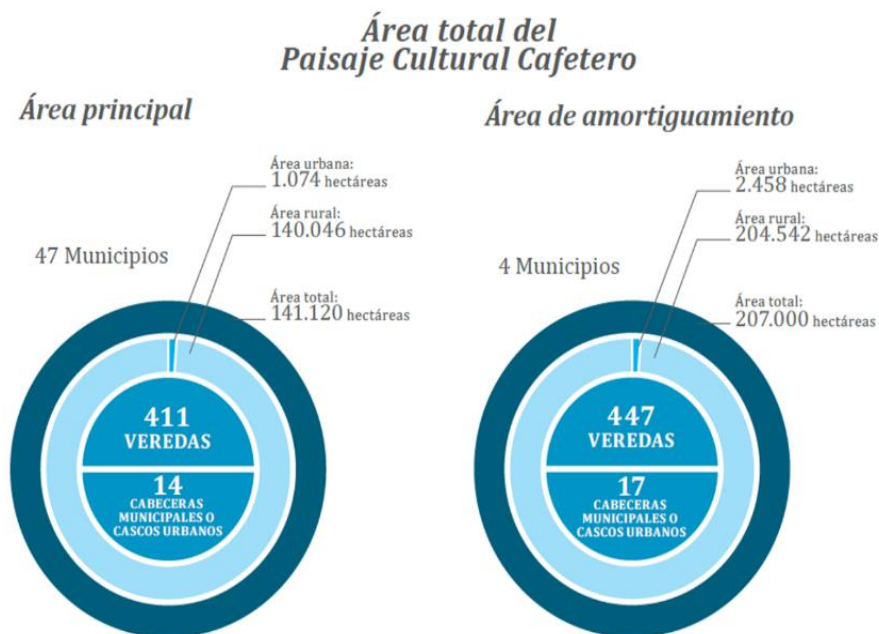 Área total del
Paisaje Cultural Cafetero
Área principal
Área urbana:
1.074 hectáreas
Área rural:
140.046 hectáreas
47 Municipios
Área total:
141.120 hectáreas
411
VEREDAS
14
CABECERAS
MUNICIPALES O
CASCOS URBANOS
Área de amortiguamiento
Área urbana:
2.458 hectáreas
Área rural:
204.542 hectáreas
4 Municipios
Área total:
207.000 hectáreas
447
VEREDAS
17
CABECERAS
MUNICIPALES O
CASCOS URBANOS